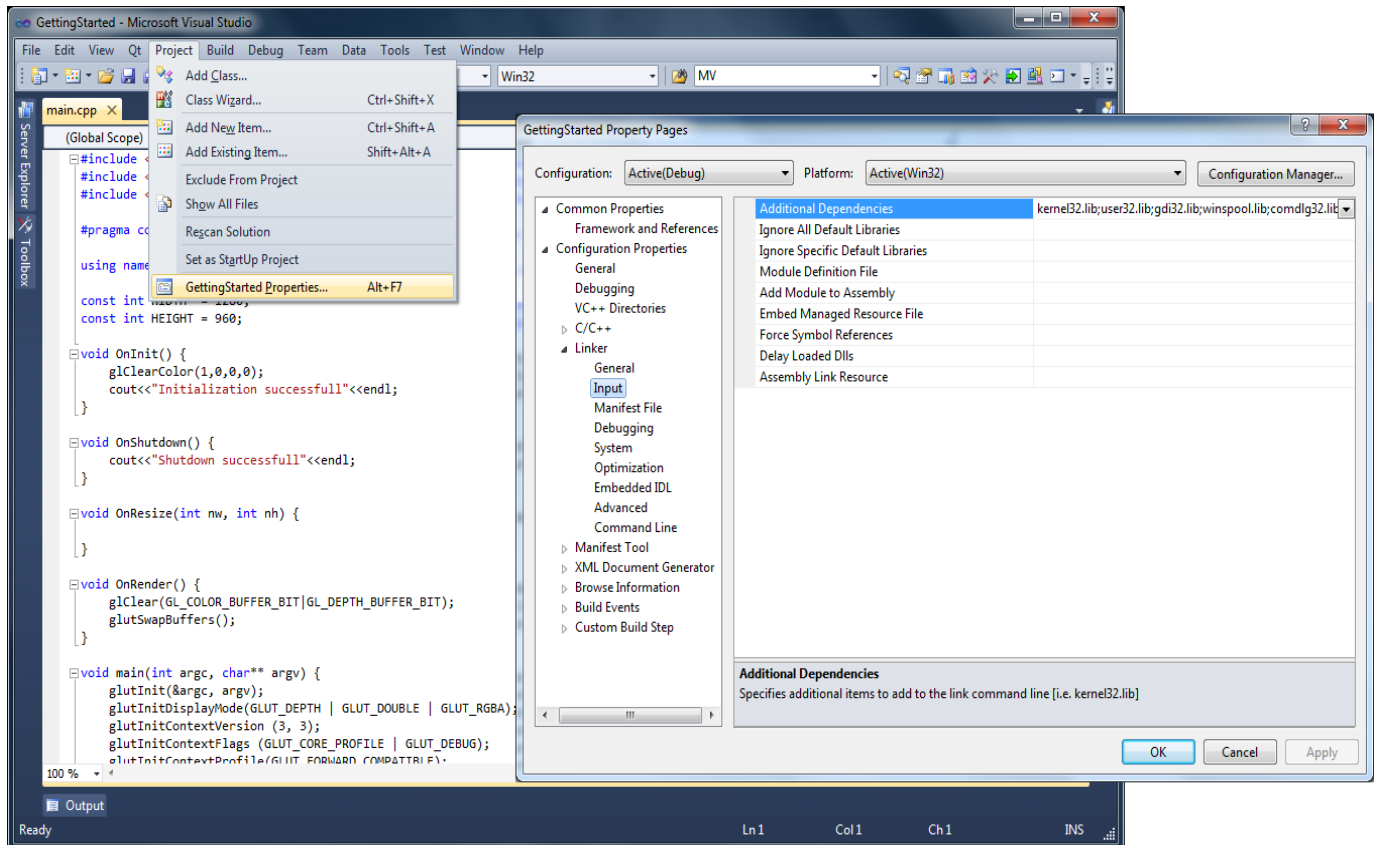 GettingStarted - Microsoft Visual Studio
File Edit View Qt Project Build Debug Team Data Tools Test Window Help
Win32 MV
Add Class...
Class Wizard... Ctrl+Shift+X
Add New Item... Ctrl+Shift+A
Add Existing Item... Shift+Alt+A
Exclude From Project
Show All Files
Rescan Solution
Set as StartUp Project
GettingStarted Properties... Alt+F7
Server Explorer
Toolbox
main.cpp
(Global Scope)
#include <
#include <
#include <
#pragma
using
const int = 1280;
const int HEIGHT = 960;
void OnInit() {
glClearColor(1,0,0,0);
cout<<"Initialization successfull"<<endl;
}
void OnShutdown() {
cout<<"Shutdown successfull"<<endl;
}
void OnResize(int nw, int nh) {
}
void OnRender() {
glClear(GL_COLOR_BUFFER_BIT|GL_DEPTH_BUFFER_BIT);
glutSwapBuffers();
}
void main(int argc, char** argv) {
glutInit(&argc, argv);
glutInitDisplayMode(GLUT_DEPTH | GLUT_DOUBLE | GLUT_RGBA);
glutInitContextVersion (3, 3);
glutInitContextFlags (GLUT_CORE_PROFILE | GLUT_DEBUG);
glutInitContextProfile(GLUT_FORWARD_COMPATIBLE);
100 %
Output
Ready Ln 1 Col 1 Ch 1 INS
GettingStarted Property Pages
Configuration: Active(Debug) Platform: Active(Win32) Configuration Manager...
Common Properties
Framework and References
Configuration Properties
General
Debugging
VC++ Directories
C/C++
Linker
General
Input
Manifest File
Debugging
System
Optimization
Embedded IDL
Advanced
Command Line
Manifest Tool
XML Document Generator
Browse Information
Build Events
Custom Build Step
Additional Dependencies kernel32.lib;user32.lib;gdi32.lib;winspool.lib;comdlg32.lib
Ignore All Default Libraries
Ignore Specific Default Libraries
Module Definition File
Add Module to Assembly
Embed Managed Resource File
Force Symbol References
Delay Loaded Dlls
Assembly Link Resource
Additional Dependencies
Specifies additional items to add to the link command line [i.e. kernel32.lib]
OK Cancel Apply